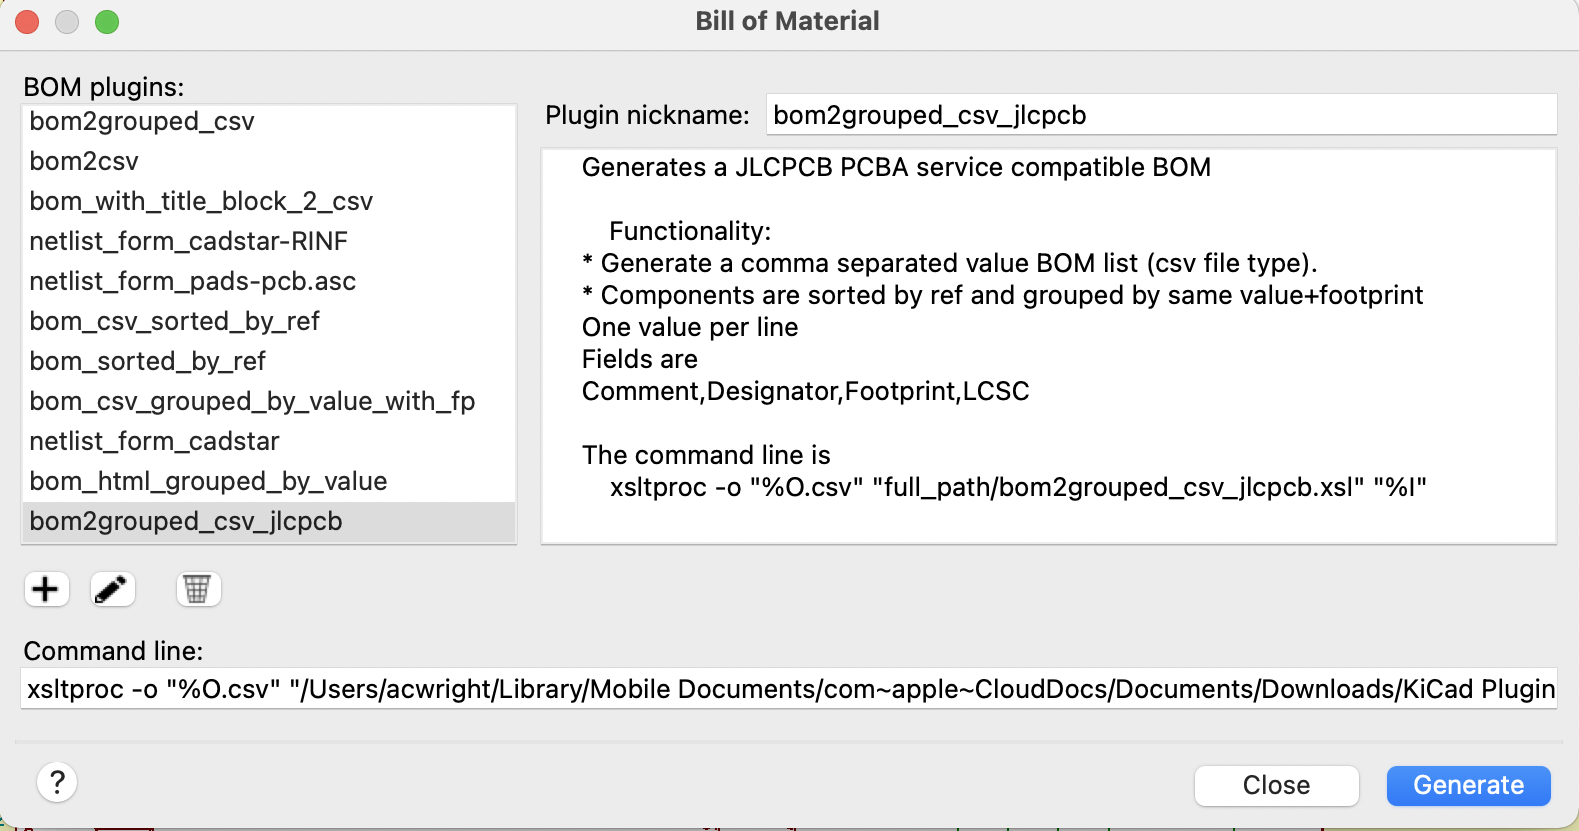 Bill of Material
BOM plugins:
bom2grouped_csv
bom2csv
bom_with_title_block_2_csv
netlist_form_cadstar-RINF
netlist_form_pads-pcb.asc
bom_csv_sorted_by_ref
bom_sorted_by_ref
bom_csv_grouped_by_value_with_fp
netlist_form_cadstar
bom_html_grouped_by_value
bom2grouped_csv_jlcpcb
Plugin nickname: bom2grouped_csv_jlcpcb
Generates a JLCPCB PCBA service compatible BOM
Functionality:
* Generate a comma separated value BOM list (csv file type).
* Components are sorted by ref and grouped by same value+footprint
One value per line
Fields are
Comment,Designator,Footprint,LCSC
The command line is
xsltproc -o "%O.csv" "full_path/bom2grouped_csv_jlcpcb.xsl" "%I"
Command line:
xsltproc -o "%O.csv" "/Users/acwright/Library/Mobile Documents/com~apple~CloudDocs/Documents/Downloads/KiCad Plugin
?
Close
Generate